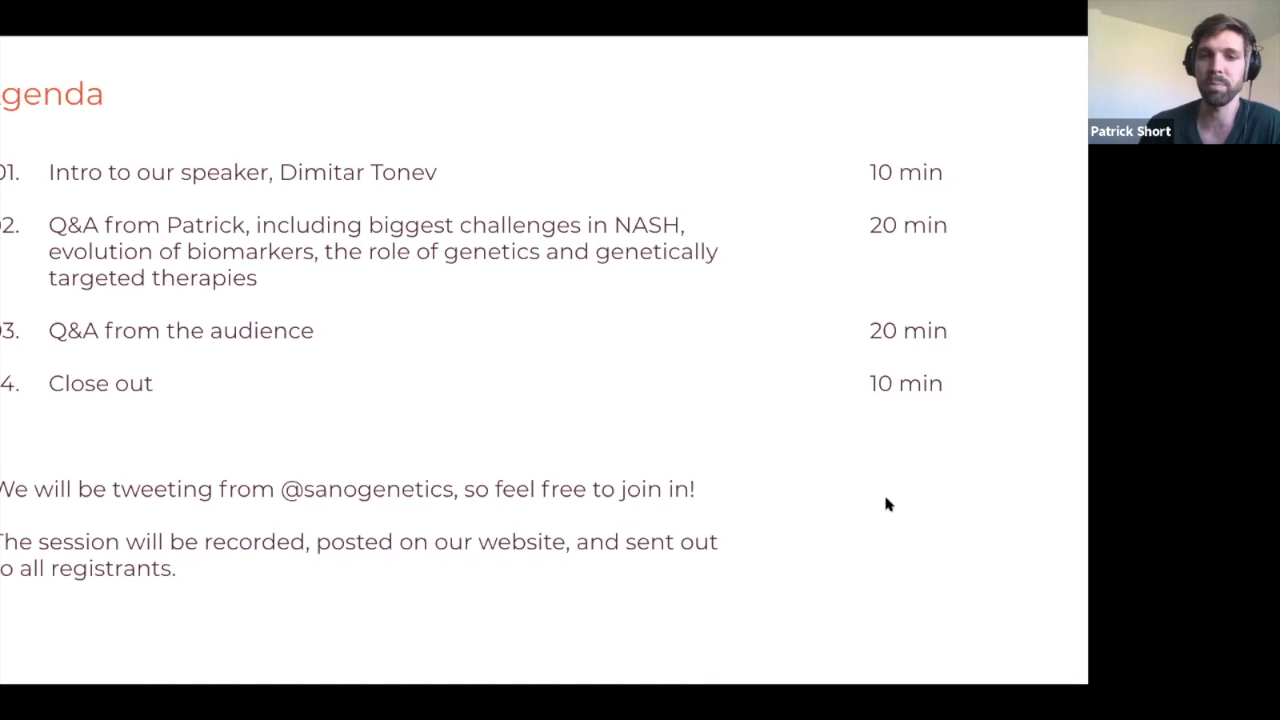 genda
01. Intro to our speaker, Dimitar Tonev 10 min
02. Q&A from Patrick, including biggest challenges in NASH, 20 min
evolution of biomarkers, the role of genetics and genetically
targeted therapies
03. Q&A from the audience 20 min
4. Close out 10 min
We will be tweeting from @sanogenetics, so feel free to join in!
The session will be recorded, posted on our website, and sent out
o all registrants.
Patrick Short